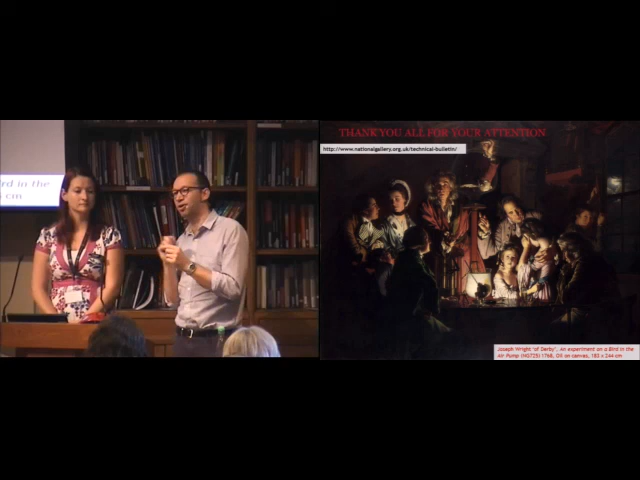 rd in the
cm
THANK YOU ALL FOR YOUR ATTENTION
http://www.nationalgallery.org.uk/technical-bulletin/
Joseph Wright 'of Derby', An experiment on a Bird in the
Air Pump (NG725) 1768, Oil on canvas, 183 x 244 cm